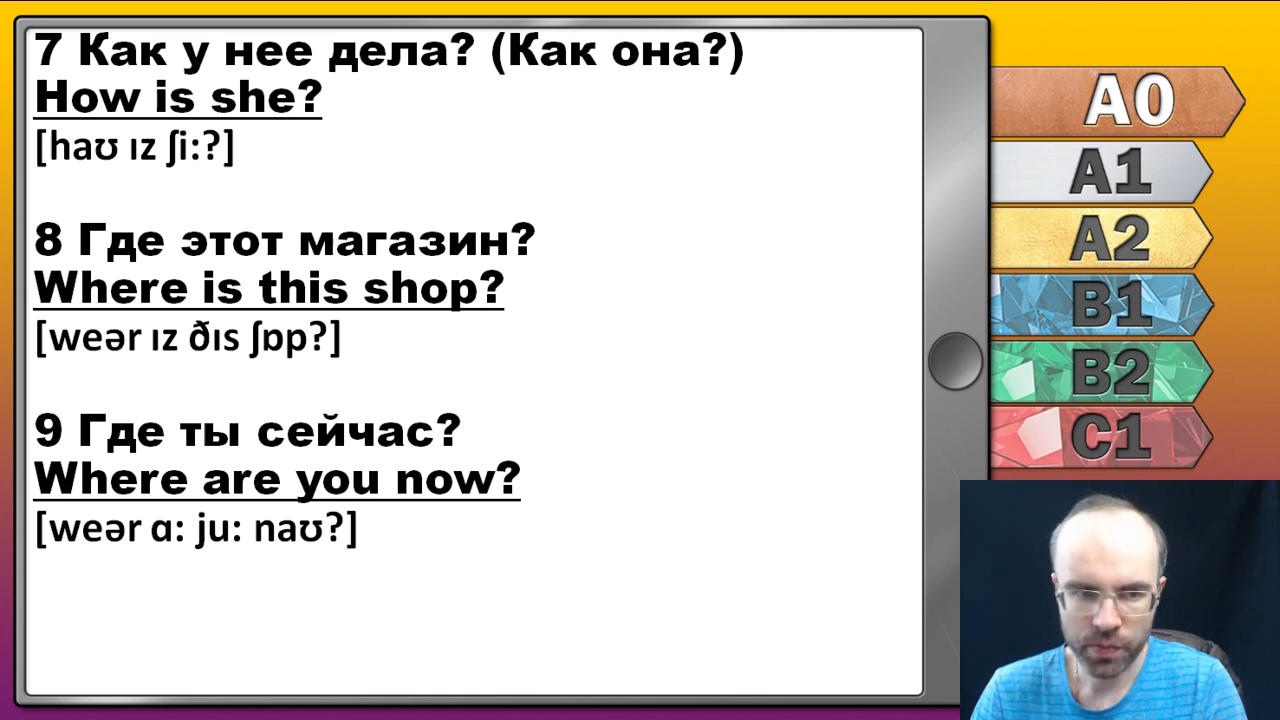 7 Как у нее дела? (Как она?)
How is she?
[haʊ ɪz ʃi:?]
8 Где этот магазин?
Where is this shop?
[weər ɪz ðɪs ʃɒp?]
9 Где ты сейчас?
Where are you now?
[weər ɑ: ju: naʊ?]
A0
A1
A2
B1
B2
C1